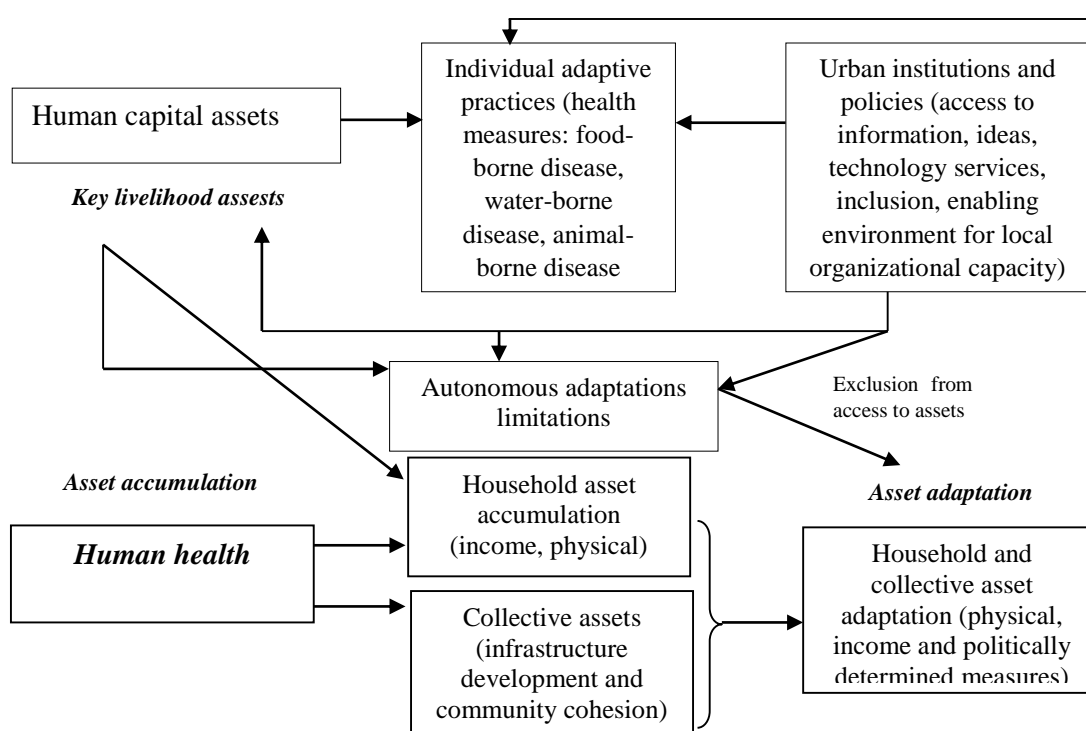 Human capital assets
Individual adaptive
practices (health
measures: food-
borne disease,
water-borne
disease, animal-
borne disease
Urban institutions and
policies (access to
information, ideas,
technology services,
inclusion, enabling
environment for local
organizational capacity)
Key livelihood assests
Autonomous adaptations
limitations
Exclusion from
access to assets
Asset accumulation
Household asset
accumulation
(income, physical)
Asset adaptation
Human health
Collective assets
(infrastructure
development and
community cohesion)
Household and
collective asset
adaptation (physical,
income and politically
determined measures)